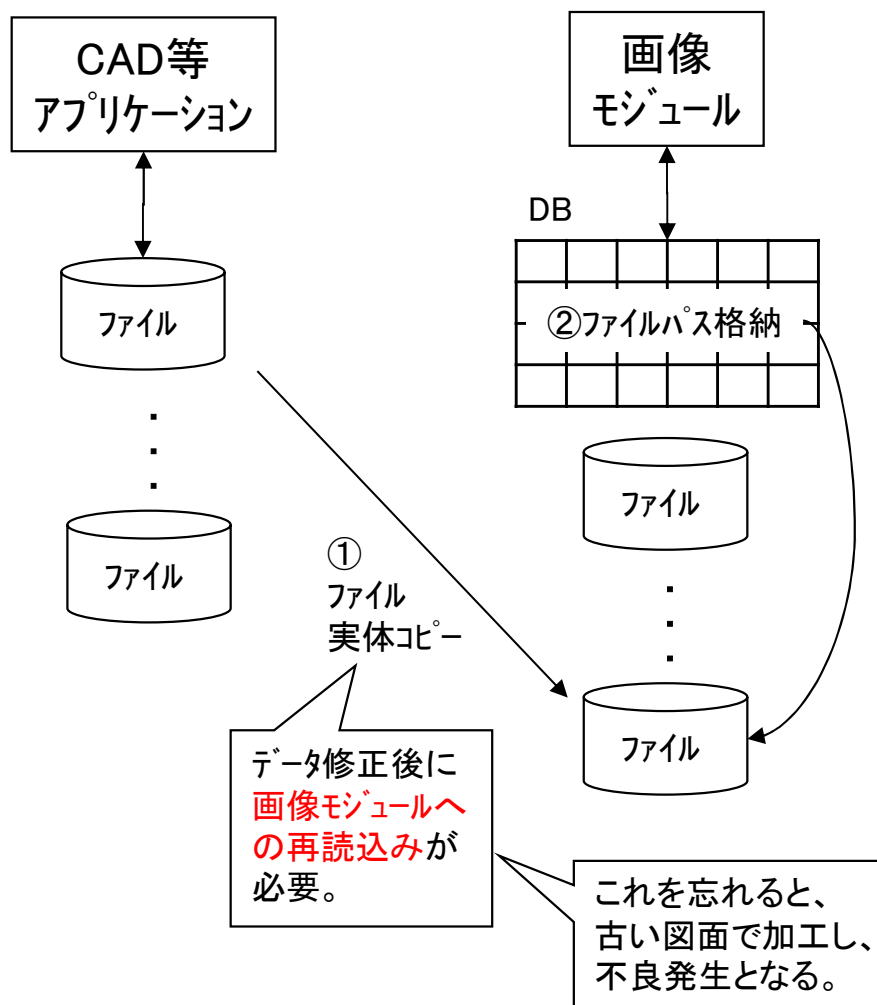 CAD等
アプリケーション
画像
モジュール
DB
ファイル
②ファイルパス格納
ファイル
ファイル
①
ファイル
実体コピー
ファイル
データ修正後に
画像モジュールへ
の再読込みが
必要。
これを忘れると、
古い図面で加工し、
不良発生となる。